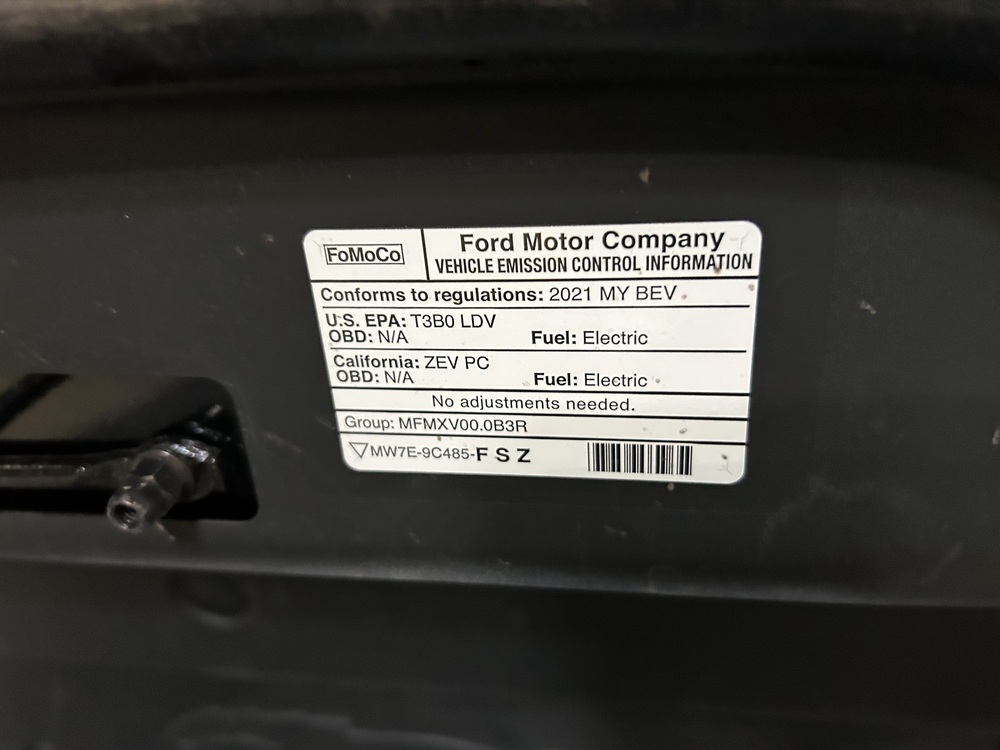 FoMoCo
Ford Motor Company
VEHICLE EMISSION CONTROL INFORMATION
Conforms to regulations: 2021 MY BEV
U.S. EPA: T3B0 LDV
OBD: N/A Fuel: Electric
California: ZEV PC
OBD: N/A Fuel: Electric
No adjustments needed.
Group: MFMXV00.0B3R
MW7E-9C485-F S Z